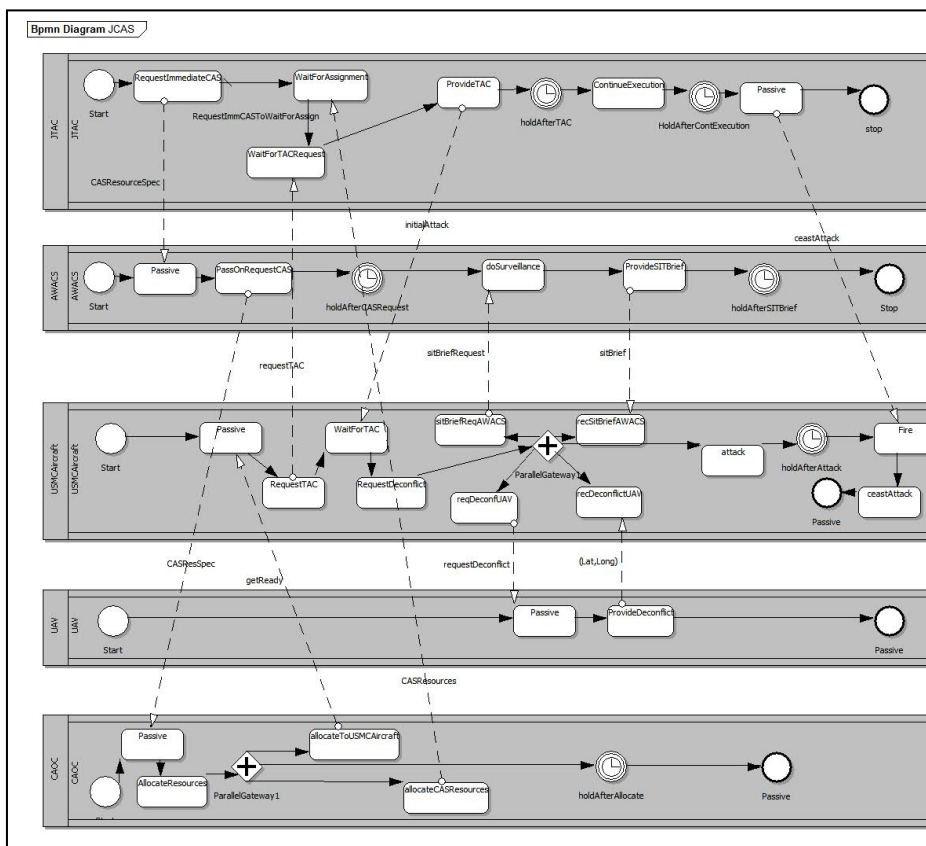 Bpmn Diagram JCAS
JTAC
JTAC
Start
RequestImmediateCAS
WaitForAssignment
RequestImmCASToWaitForAssign
WaitForTACRequest
ProvideTAC
holdAfterTAC
ContinueExecution
HoldAfterContExecution
Passive
stop
CASResourceSpec
initialAttack
ceastAttack
AWACS
AWACS
Start
Passive
PassOnRequestCAS
holdAfterCASRequest
doSurveillance
ProvideSITBrief
holdAfterSITBrief
Stop
requestTAC
sitBriefRequest
sitBrief
USMCAircraft
USMCAircraft
Start
Passive
RequestTAC
WaitForTAC
RequestDeconflict
sitBriefReqAWACS
recSitBriefAWACS
ParallelGateway1
reqDeconfUAV
recDeconflictUAV
attack
holdAfterAttack
Fire
ceastAttack
Passive
CASResSpec
getReady
requestDeconflict
(Lat,Long)
UAV
UAV
Start
Passive
ProvideDeconflict
Passive
CASResources
CAOC
CAOC
Passive
AllocateResources
ParallelGateway1
allocateToUSMCAircraft
allocateCASResources
holdAfterAllocate
Passive